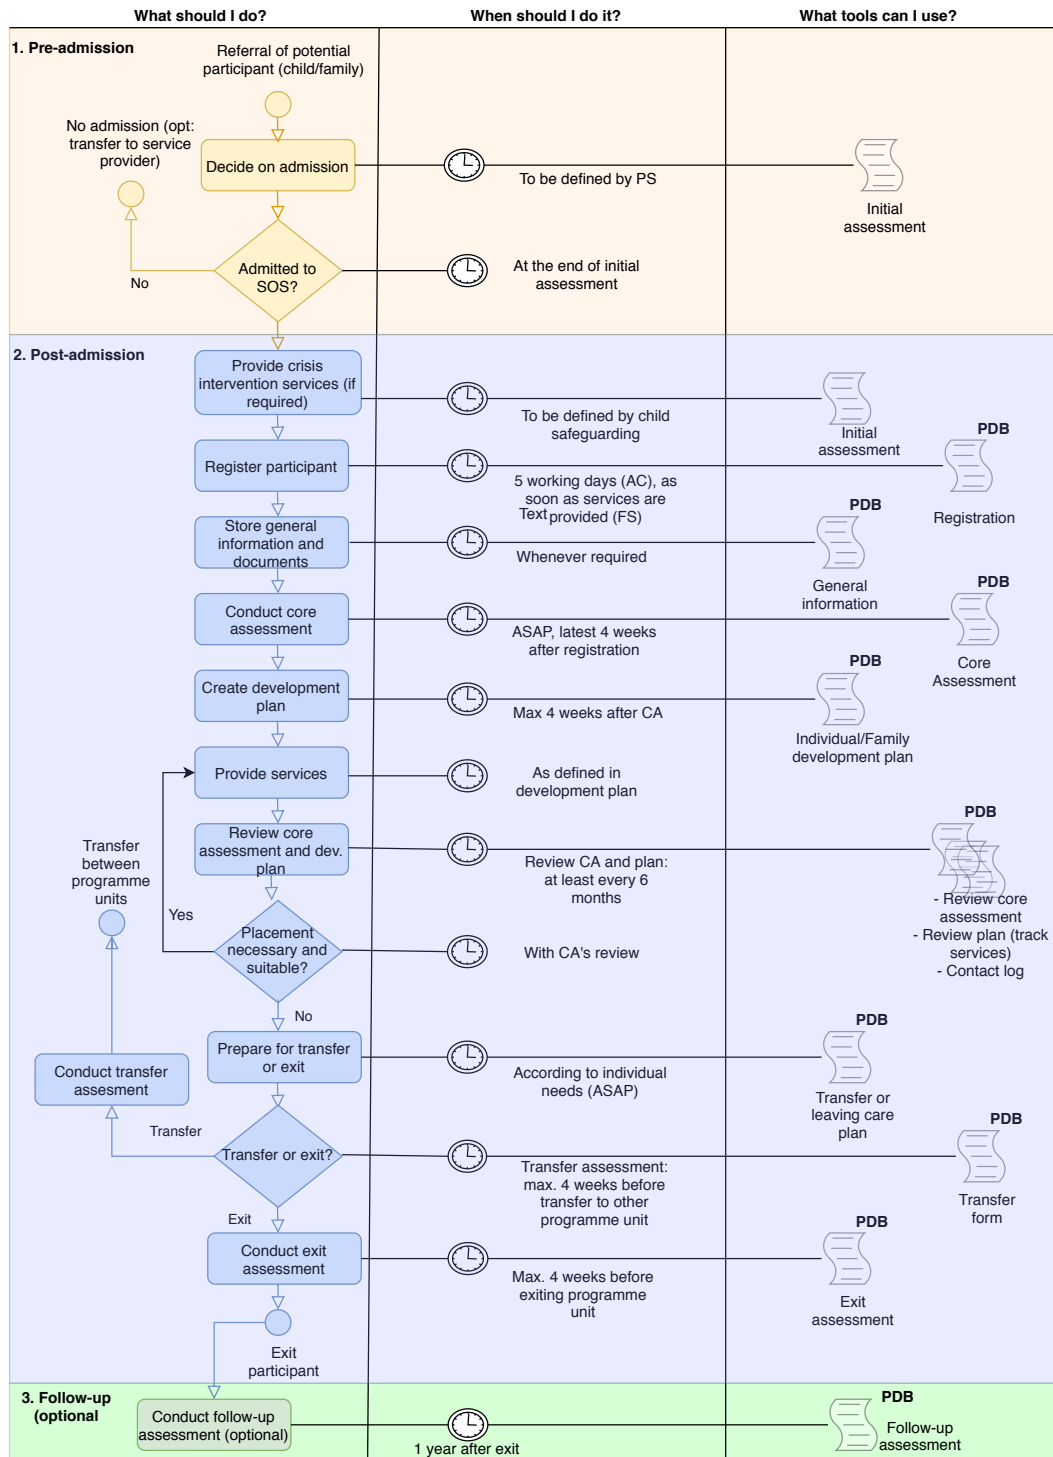 What should I do?
When should I do it?
What tools can I use?
1. Pre-admission
Referral of potential
participant (child/family)
No admission (opt:
transfer to service
provider)
Decide on admission
To be defined by PS
Initial
assessment
Admitted to
SOS?
No
At the end of initial
assessment
2. Post-admission
Provide crisis
intervention services (if
required)
To be defined by child
safeguarding
Initial
assessment
Register participant
5 working days (AC), as
soon as services are
provided (FS)
Text
PDB
Registration
Store general
information and
documents
Whenever required
PDB
General
information
Conduct core
assessment
ASAP, latest 4 weeks
after registration
PDB
Core
Assessment
Create development
plan
Max 4 weeks after CA
PDB
Individual/Family
development plan
Provide services
As defined in
development plan
Review core
assessment and dev.
plan
Review CA and plan:
at least every 6
months
PDB
- Review core
assessment
- Review plan (track
services)
- Contact log
Transfer
between
programme
units
Yes
Placement
necessary and
suitable?
With CA's review
No
Prepare for transfer
or exit
According to individual
needs (ASAP)
PDB
Transfer or
leaving care
plan
Conduct transfer
assesment
Transfer
Transfer or exit?
Transfer assessment:
max. 4 weeks before
transfer to other
programme unit
PDB
Transfer
form
Exit
Conduct exit
assessment
Max. 4 weeks before
exiting programme
unit
PDB
Exit
assessment
Exit
participant
3. Follow-up
(optional
Conduct follow-up
assessment (optional)
1 year after exit
PDB
Follow-up
assessment